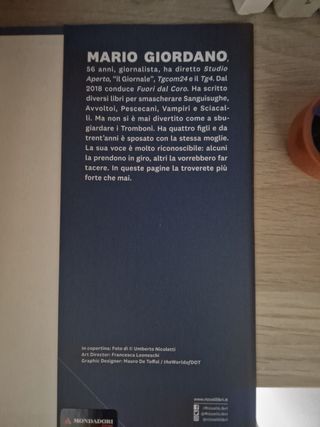 MARIO GIORDANO,
56 anni, giornalista, ha diretto Studio
Aperto, "il Giornale", Tgcom24 e il Tg4. Dal
2018 conduce Fuori dal Coro. Ha scritto
diversi libri per smascherare Sanguisughe,
Avvoltoi, Pescecani, Vampiri e Sciacal-
li. Ma non si è mai divertito come a sbu-
giardare i Tromboni. Ha quattro figli e da
trent'anni è sposato con la stessa moglie.
La sua voce è molto riconoscibile: alcuni
la prendono in giro, altri la vorrebbero far
tacere. In queste pagine la troverete più
forte che mai.
In copertina: Foto di © Umberto Nicoletti
Art Director: Francesca Leoneschi
Graphic Designer: Mauro De Toffol / theWorldofDOT
MONDADORI